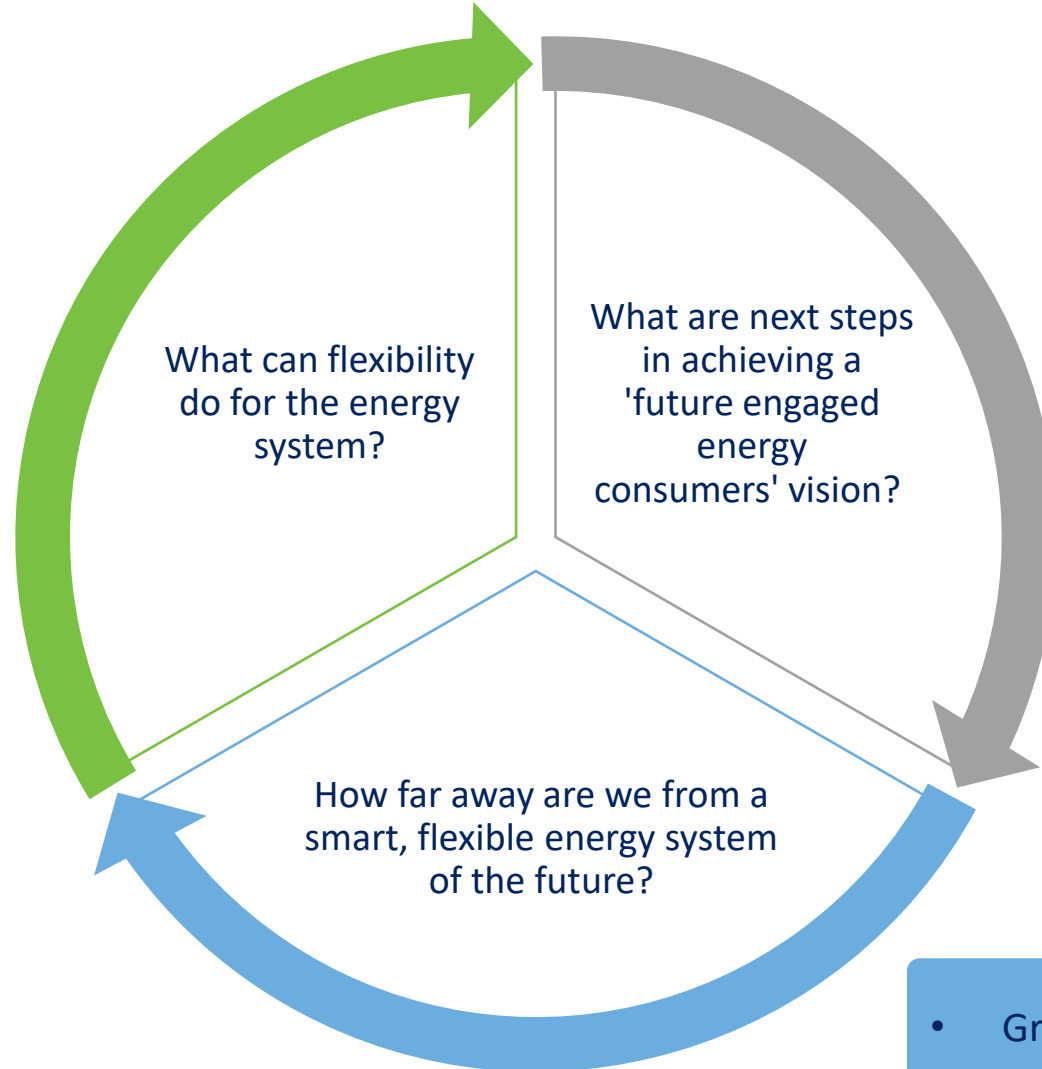 What can flexibility
do for the energy
system?
What are next steps
in achieving a
'future engaged
energy
consumers' vision?
How far away are we from a
smart, flexible energy system
of the future?
•